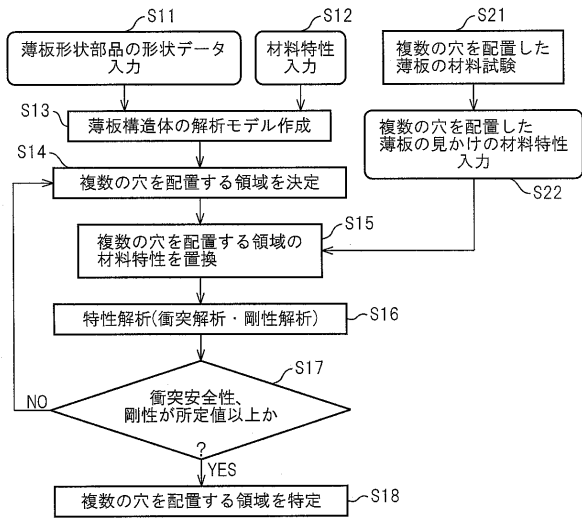 S11
S12
S21
薄板形状部品の形状データ
入力
材料特性
入力
複数の穴を配置した
薄板の材料試験
S13
薄板構造体の解析モデル作成
複数の穴を配置した
薄板の見かけの材料特性
入力
S22
S14
複数の穴を配置する領域を決定
S15
複数の穴を配置する領域の
材料特性を置換
特性解析(衝突解析・剛性解析)
S16
S17
衝突安全性、
剛性が所定値以上か
?
NO
YES
複数の穴を配置する領域を特定
S18